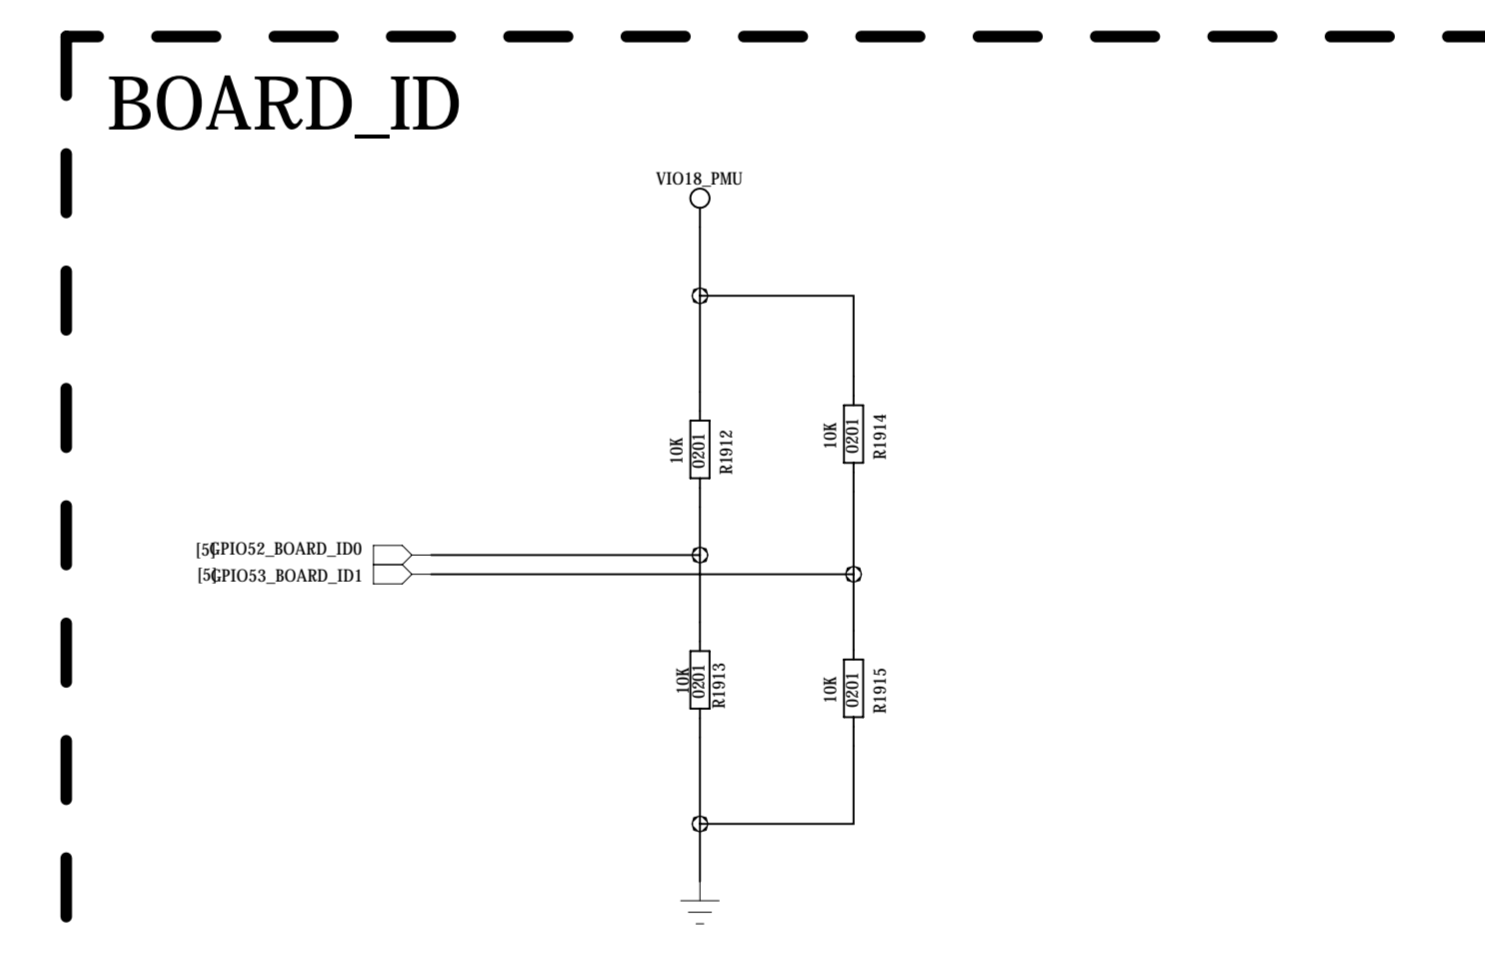 BOARD_ID
VIO18_PMU
10K
0201
R1912
10K
0201
R1914
[5]GPIO52_BOARD_ID0
[5]GPIO53_BOARD_ID1
10K
0201
R1913
10K
0201
R1915